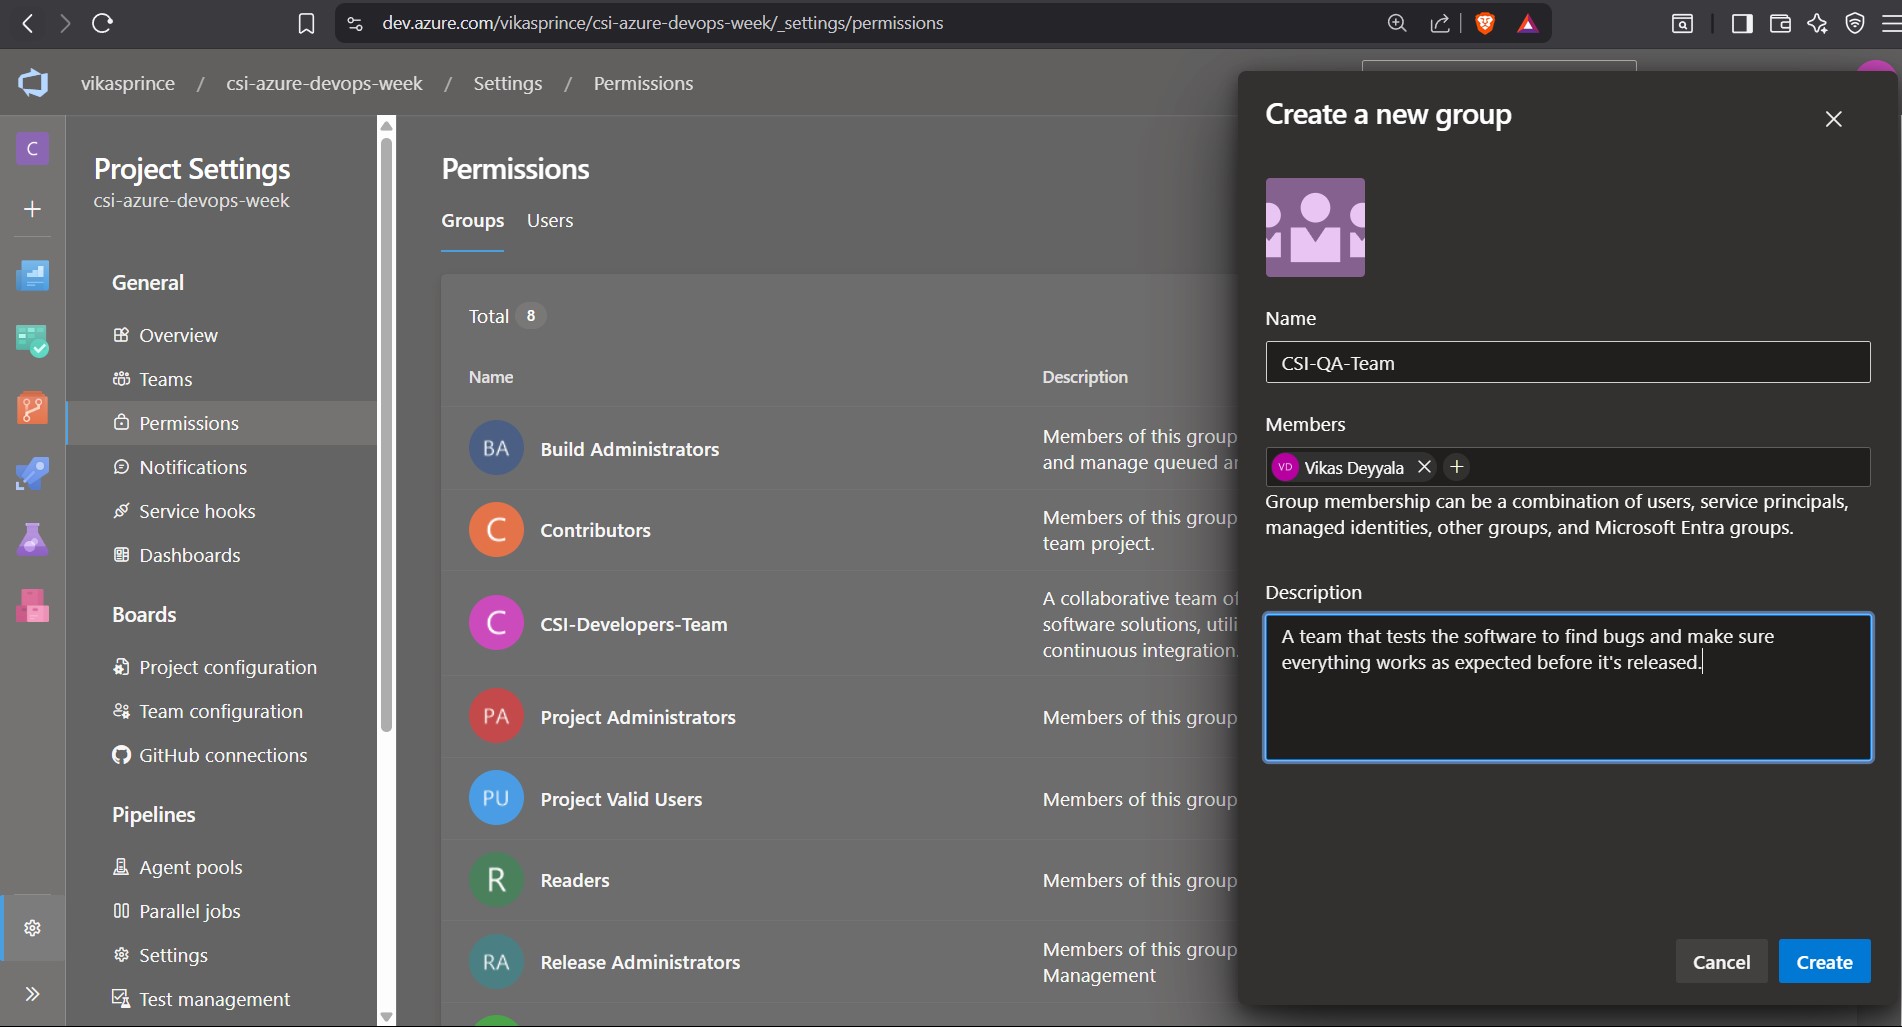 dev.azure.com/vikasprince/csi-azure-devops-week/_settings/permissions
vikasprince / csi-azure-devops-week / Settings / Permissions
C
Project Settings
csi-azure-devops-week
General
Overview
Teams
Permissions
Notifications
Service hooks
Dashboards
Boards
Project configuration
Team configuration
GitHub connections
Pipelines
Agent pools
Parallel jobs
Settings
Test management
Permissions
Groups Users
Total 8
Name Description
BA Build Administrators Members of this group
and manage queued
C Contributors Members of this group
team project.
C CSI-Developers-Team A collaborative team of
software solutions,
continuous integration.
PA Project Administrators Members of this group
PU Project Valid Users Members of this group
R Readers Members of this group
RA Release Administrators Members of this group
Management
Create a new group
Name
CSI-QA-Team
Members
VD Vikas Deyyala
Group membership can be a combination of users, service principals,
managed identities, other groups, and Microsoft Entra groups.
Description
A team that tests the software to find bugs and make sure
everything works as expected before it's released.
Cancel Create